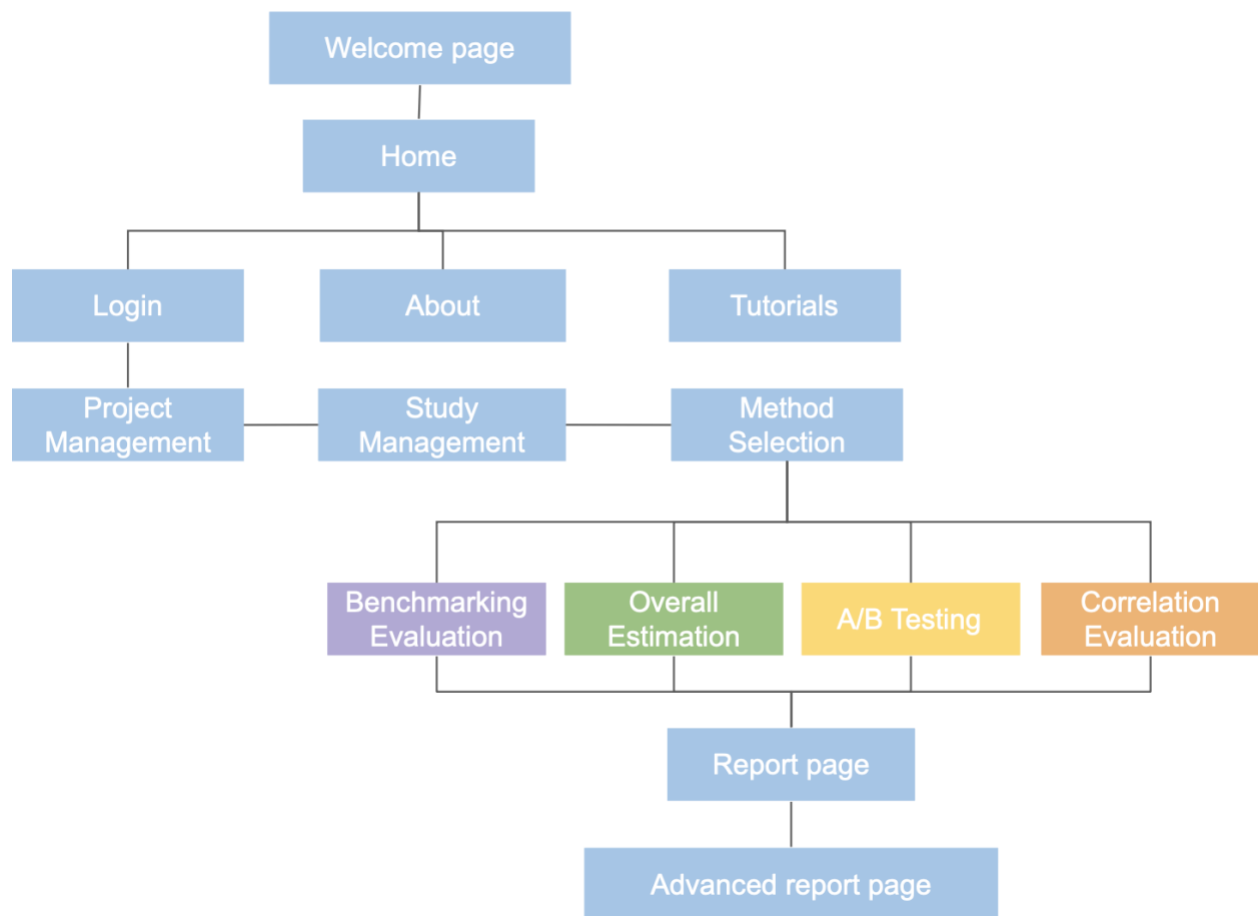 Welcome page
Home
Login
About
Tutorials
Project
Management
Study
Management
Method
Selection
Benchmarking
Evaluation
Overall
Estimation
A/B Testing
Correlation
Evaluation
Report page
Advanced report page